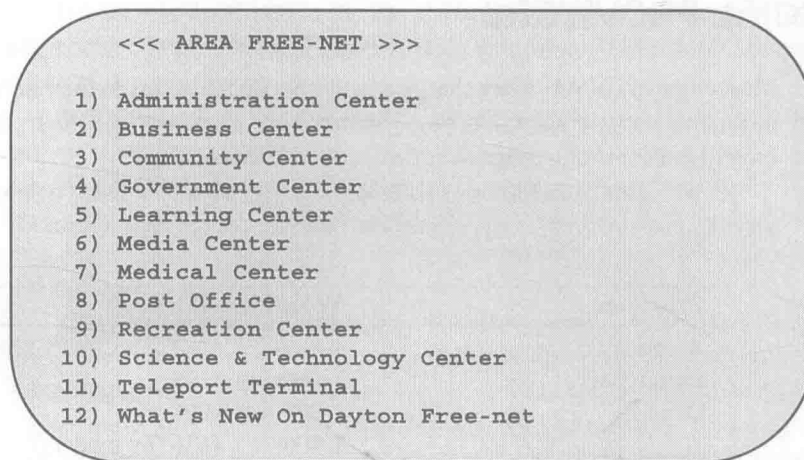 <<< AREA FREE-NET >>>
1) Administration Center
2) Business Center
3) Community Center
4) Government Center
5) Learning Center
6) Media Center
7) Medical Center
8) Post Office
9) Recreation Center
10) Science & Technology Center
11) Teleport Terminal
12) What's New On Dayton Free-net